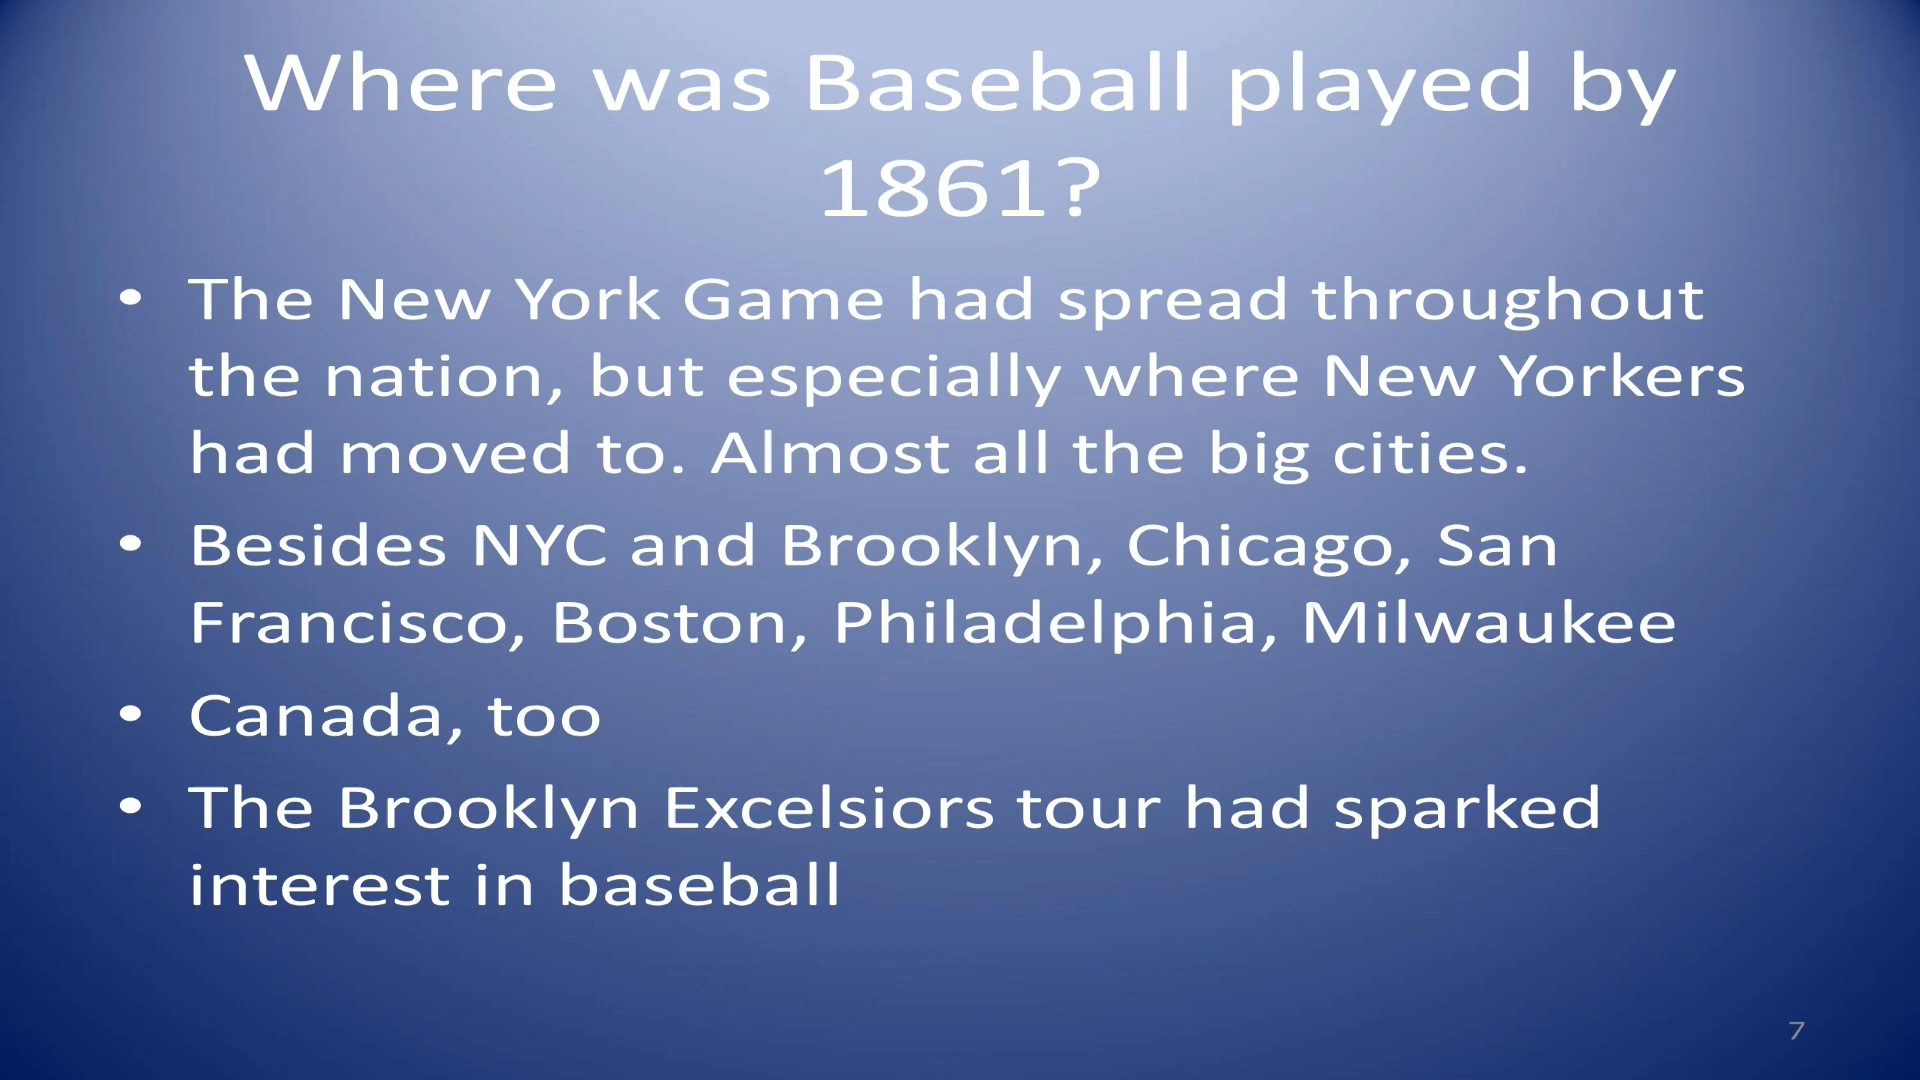 Where was Baseball played by
1861?
• The New York Game had spread throughout
the nation, but especially where New Yorkers
had moved to. Almost all the big cities.
• Besides NYC and Brooklyn, Chicago, San
Francisco, Boston, Philadelphia, Milwaukee
• Canada, too
• The Brooklyn Excelsiors tour had sparked
interest in baseball
7